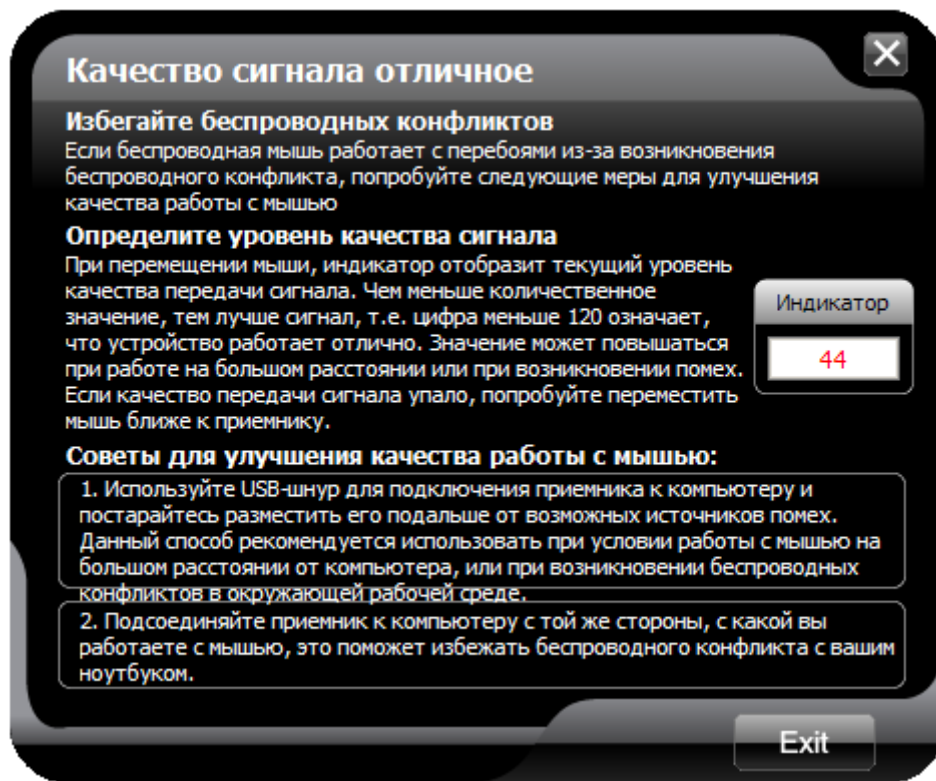 Качество сигнала отличное
Избегайте беспроводных конфликтов
Если беспроводная мышь работает с перебоями из-за возникновения
беспроводного конфликта, попробуйте следующие меры для улучшения
качества работы с мышью
Определите уровень качества сигнала
При перемещении мыши, индикатор отобразит текущий уровень
качества передачи сигнала. Чем меньше количественное
значение, тем лучше сигнал, т.е. цифра меньше 120 означает,
что устройство работает отлично. Значение может повышаться
при работе на большом расстоянии или при возникновении помех.
Если качество передачи сигнала упало, попробуйте переместить
мышь ближе к приемнику.
Индикатор
44
Советы для улучшения качества работы с мышью:
1. Используйте USB-шнур для подключения приемника к компьютеру и
постарайтесь разместить его подальше от возможных источников помех.
Данный способ рекомендуется использовать при условии работы с мышью на
большом расстоянии от компьютера, или при возникновении беспроводных
конфликтов в окружающей рабочей среде.
2. Подсоединяйте приемник к компьютеру с той же стороны, с какой вы
работаете с мышью, это поможет избежать беспроводного конфликта с вашим
ноутбуком.
Exit